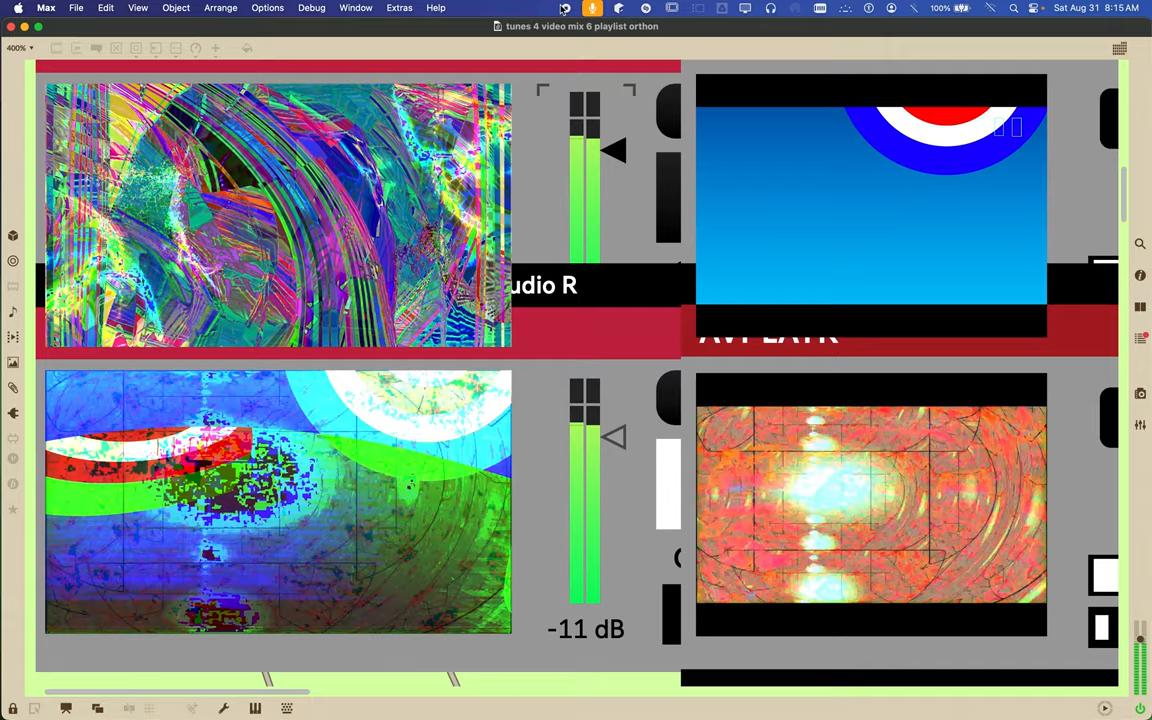 Max File Edit View Object Arrange Options Debug Window Extras Help
100% Sat Aug 31 8:15 AM
tunes 4 video mix 6 playlist orthon
400%
udio R
-11 dB